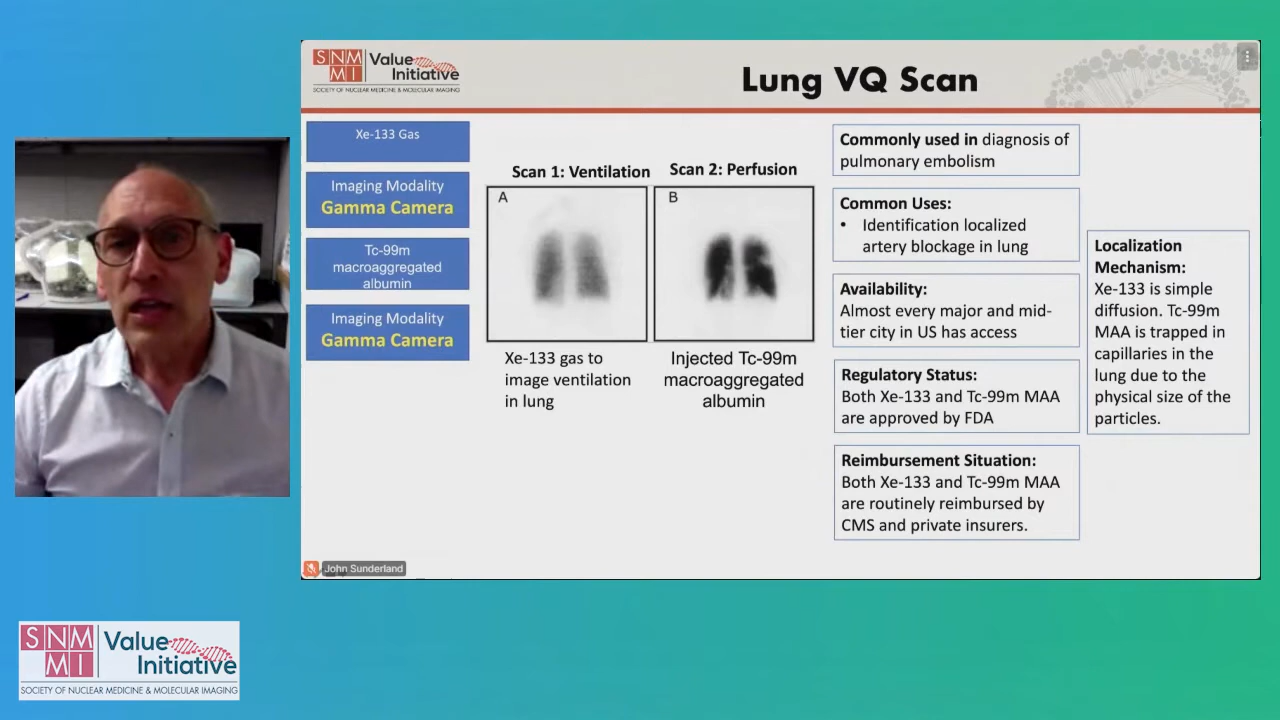 SNM
MI
Value
Initiative
SOCIETY OF NUCLEAR MEDICINE & MOLECULAR IMAGING
Lung VQ Scan
Xe-133 Gas
Imaging Modality
Gamma Camera
Tc-99m
macroaggregated
albumin
Imaging Modality
Gamma Camera
Scan 1: Ventilation
A
Xe-133 gas to
image ventilation
in lung
Scan 2: Perfusion
B
Injected Tc-99m
macroaggregated
albumin
Commonly used in diagnosis of
pulmonary embolism
Common Uses:
• Identification localized
artery blockage in lung
Availability:
Almost every major and mid-
tier city in US has access
Regulatory Status:
Both Xe-133 and Tc-99m MAA
are approved by FDA
Reimbursement Situation:
Both Xe-133 and Tc-99m MAA
are routinely reimbursed by
CMS and private insurers.
Localization
Mechanism:
Xe-133 is simple
diffusion. Tc-99m
MAA is trapped in
capillaries in the
lung due to the
physical size of the
particles.
John Sunderland
SNM
MI
Value
Initiative
SOCIETY OF NUCLEAR MEDICINE & MOLECULAR IMAGING